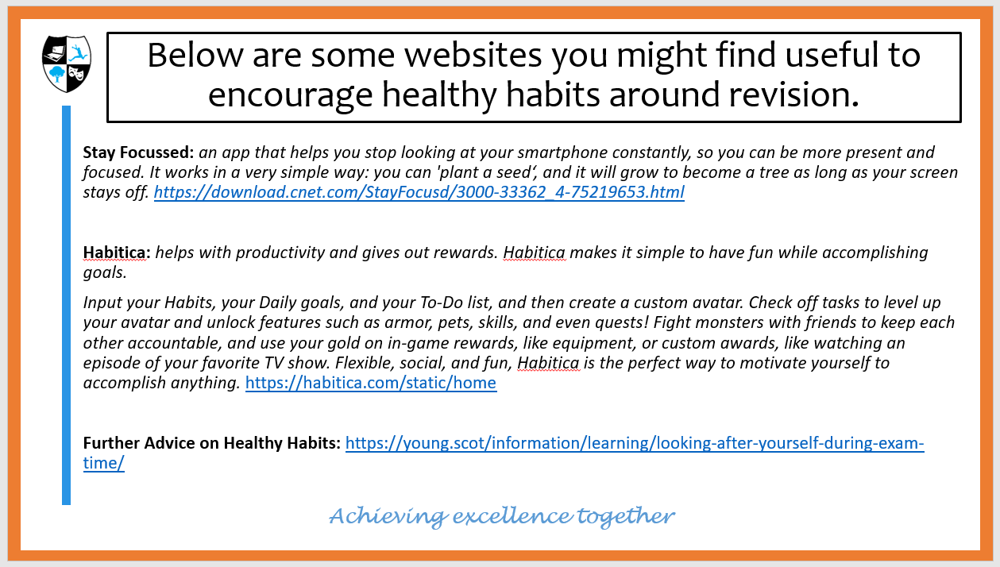 Below are some websites you might find useful to
encourage healthy habits around revision.
Stay Focussed: an app that helps you stop looking at your smartphone constantly, so you can be more present and
focused. It works in a very simple way: you can 'plant a seed‘, and it will grow to become a tree as long as your screen
stays off. https://download.cnet.com/StayFocusd/3000-33362_4-75219653.html
Habitica: helps with productivity and gives out rewards. Habitica makes it simple to have fun while accomplishing
goals.
Input your Habits, your Daily goals, and your To-Do list, and then create a custom avatar. Check off tasks to level up
your avatar and unlock features such as armor, pets, skills, and even quests! Fight monsters with friends to keep each
other accountable, and use your gold on in-game rewards, like equipment, or custom awards, like watching an
episode of your favorite TV show. Flexible, social, and fun, Habitica is the perfect way to motivate yourself to
accomplish anything. https://habitica.com/static/home
Further Advice on Healthy Habits: https://young.scot/information/learning/looking-after-yourself-during-exam-
time/
Achieving excellence together